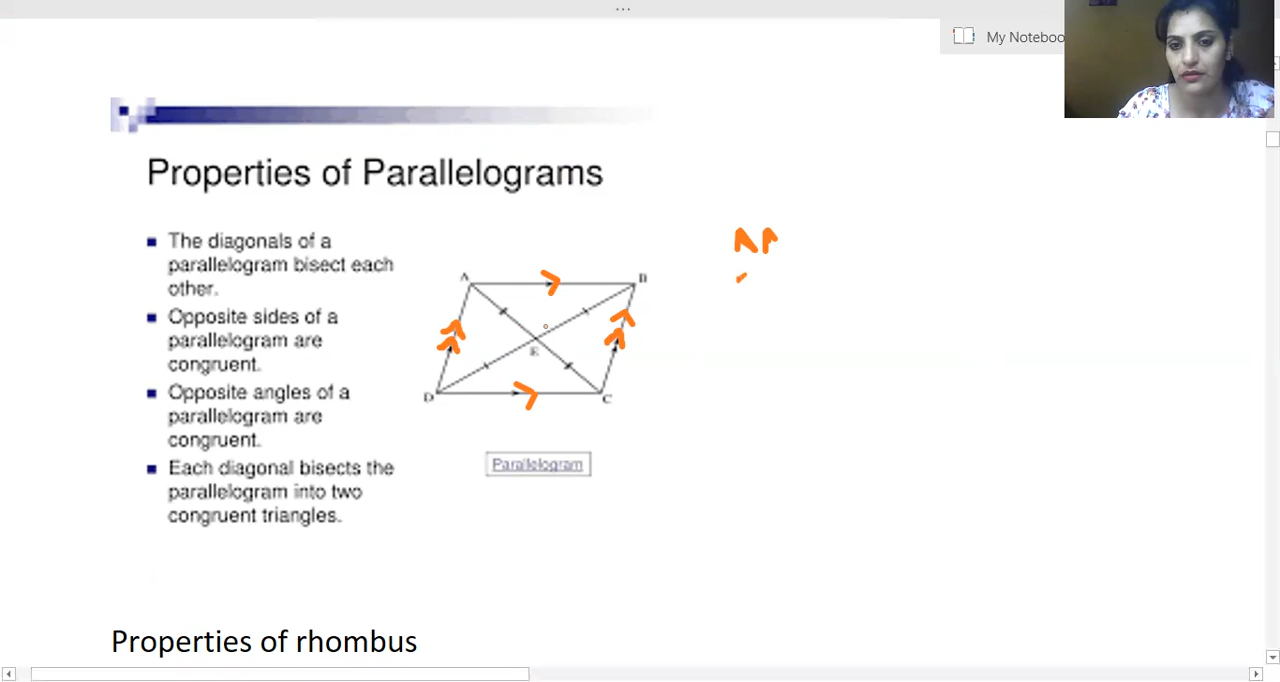 My Noteboo
Properties of Parallelograms
The diagonals of a
parallelogram bisect each
other.
Opposite sides of a
parallelogram are
congruent.
Opposite angles of a
parallelogram are
congruent.
Each diagonal bisects the
parallelogram into two
congruent triangles.
A
B
E
D
C
Parallelogram
Properties of rhombus